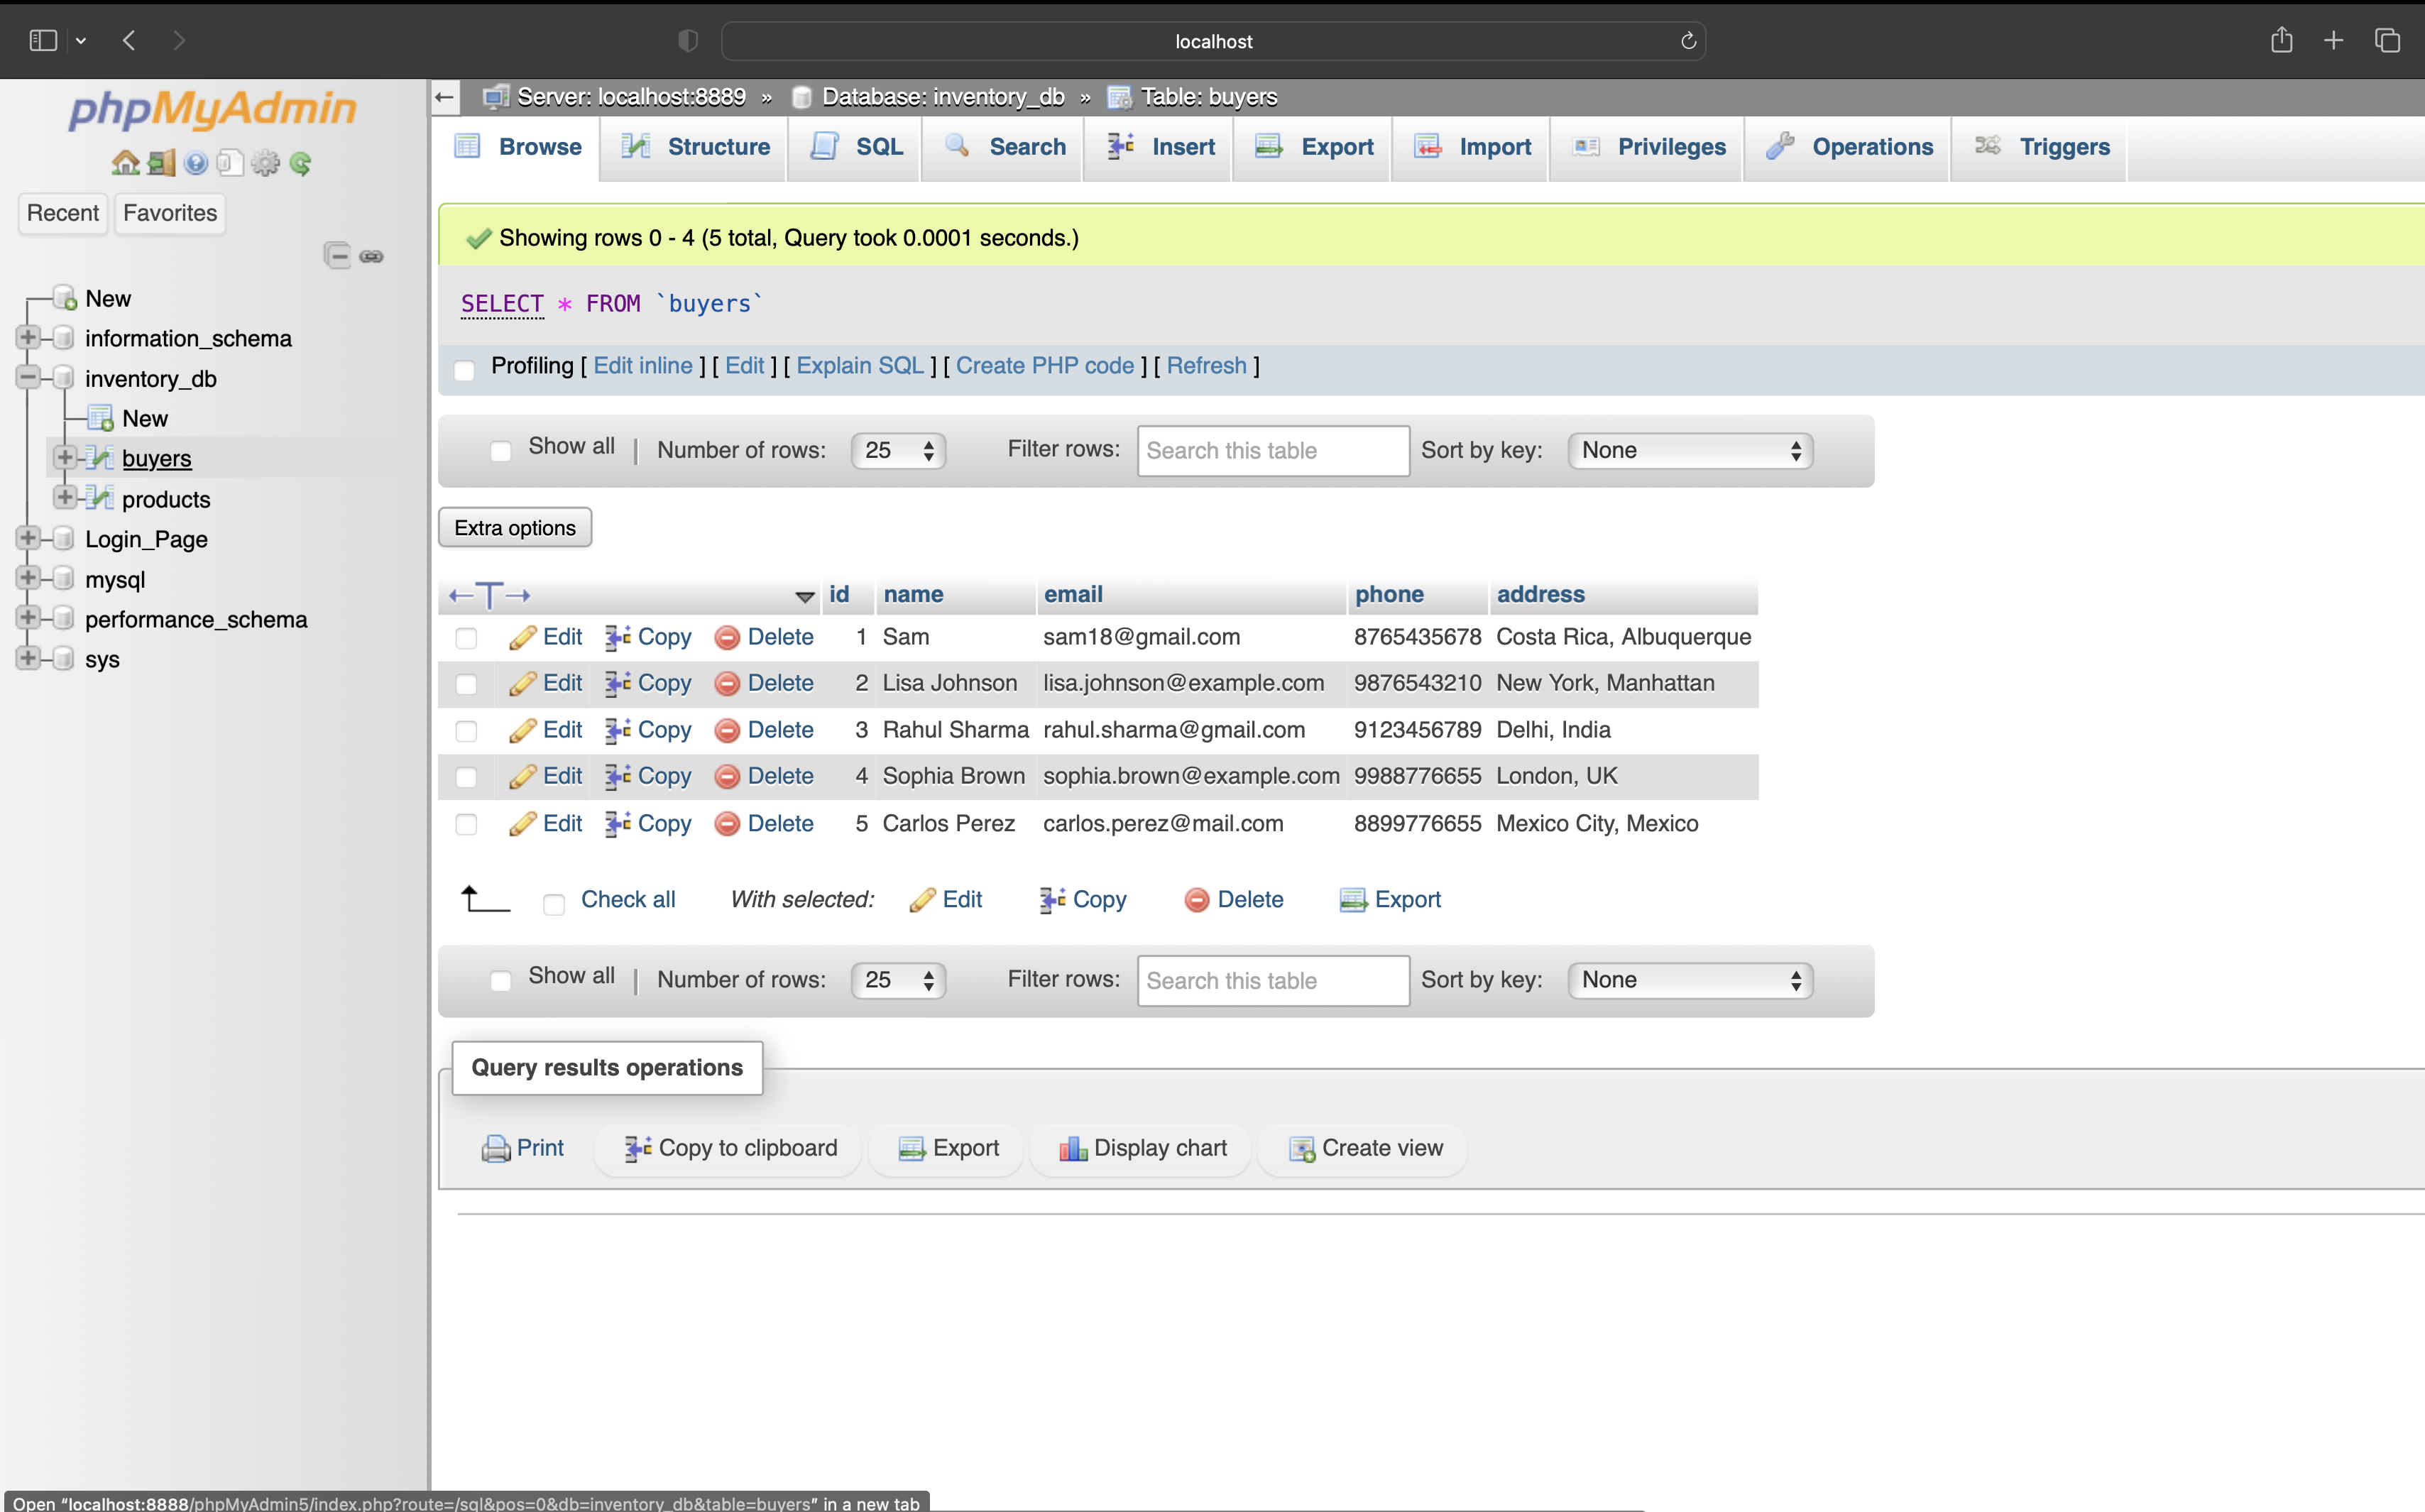 localhost
phpMyAdmin
Recent Favorites
New
information_schema
inventory_db
New
buyers
products
Login_Page
mysql
performance_schema
sys
Server: localhost:8889 » Database: inventory_db » Table: buyers
Browse Structure SQL Search Insert Export Import Privileges Operations Triggers
Showing rows 0 - 4 (5 total, Query took 0.0001 seconds.)
SELECT * FROM `buyers`
Profiling [ Edit inline ] [ Edit ] [ Explain SQL ] [ Create PHP code ] [ Refresh ]
Show all | Number of rows: 25 Filter rows: Search this table Sort by key: None
Extra options
←T→ id name email phone address
Edit Copy Delete 1 Sam sam18@gmail.com 8765435678 Costa Rica, Albuquerque
Edit Copy Delete 2 Lisa Johnson lisa.johnson@example.com 9876543210 New York, Manhattan
Edit Copy Delete 3 Rahul Sharma rahul.sharma@gmail.com 9123456789 Delhi, India
Edit Copy Delete 4 Sophia Brown sophia.brown@example.com 9988776655 London, UK
Edit Copy Delete 5 Carlos Perez carlos.perez@mail.com 8899776655 Mexico City, Mexico
Check all With selected: Edit Copy Delete Export
Show all | Number of rows: 25 Filter rows: Search this table Sort by key: None
Query results operations
Print Copy to clipboard Export Display chart Create view
Open “localhost:8888/phpMyAdmin5/index.php?route=/sql&pos=0&db=inventory_db&table=buyers” in a new tab